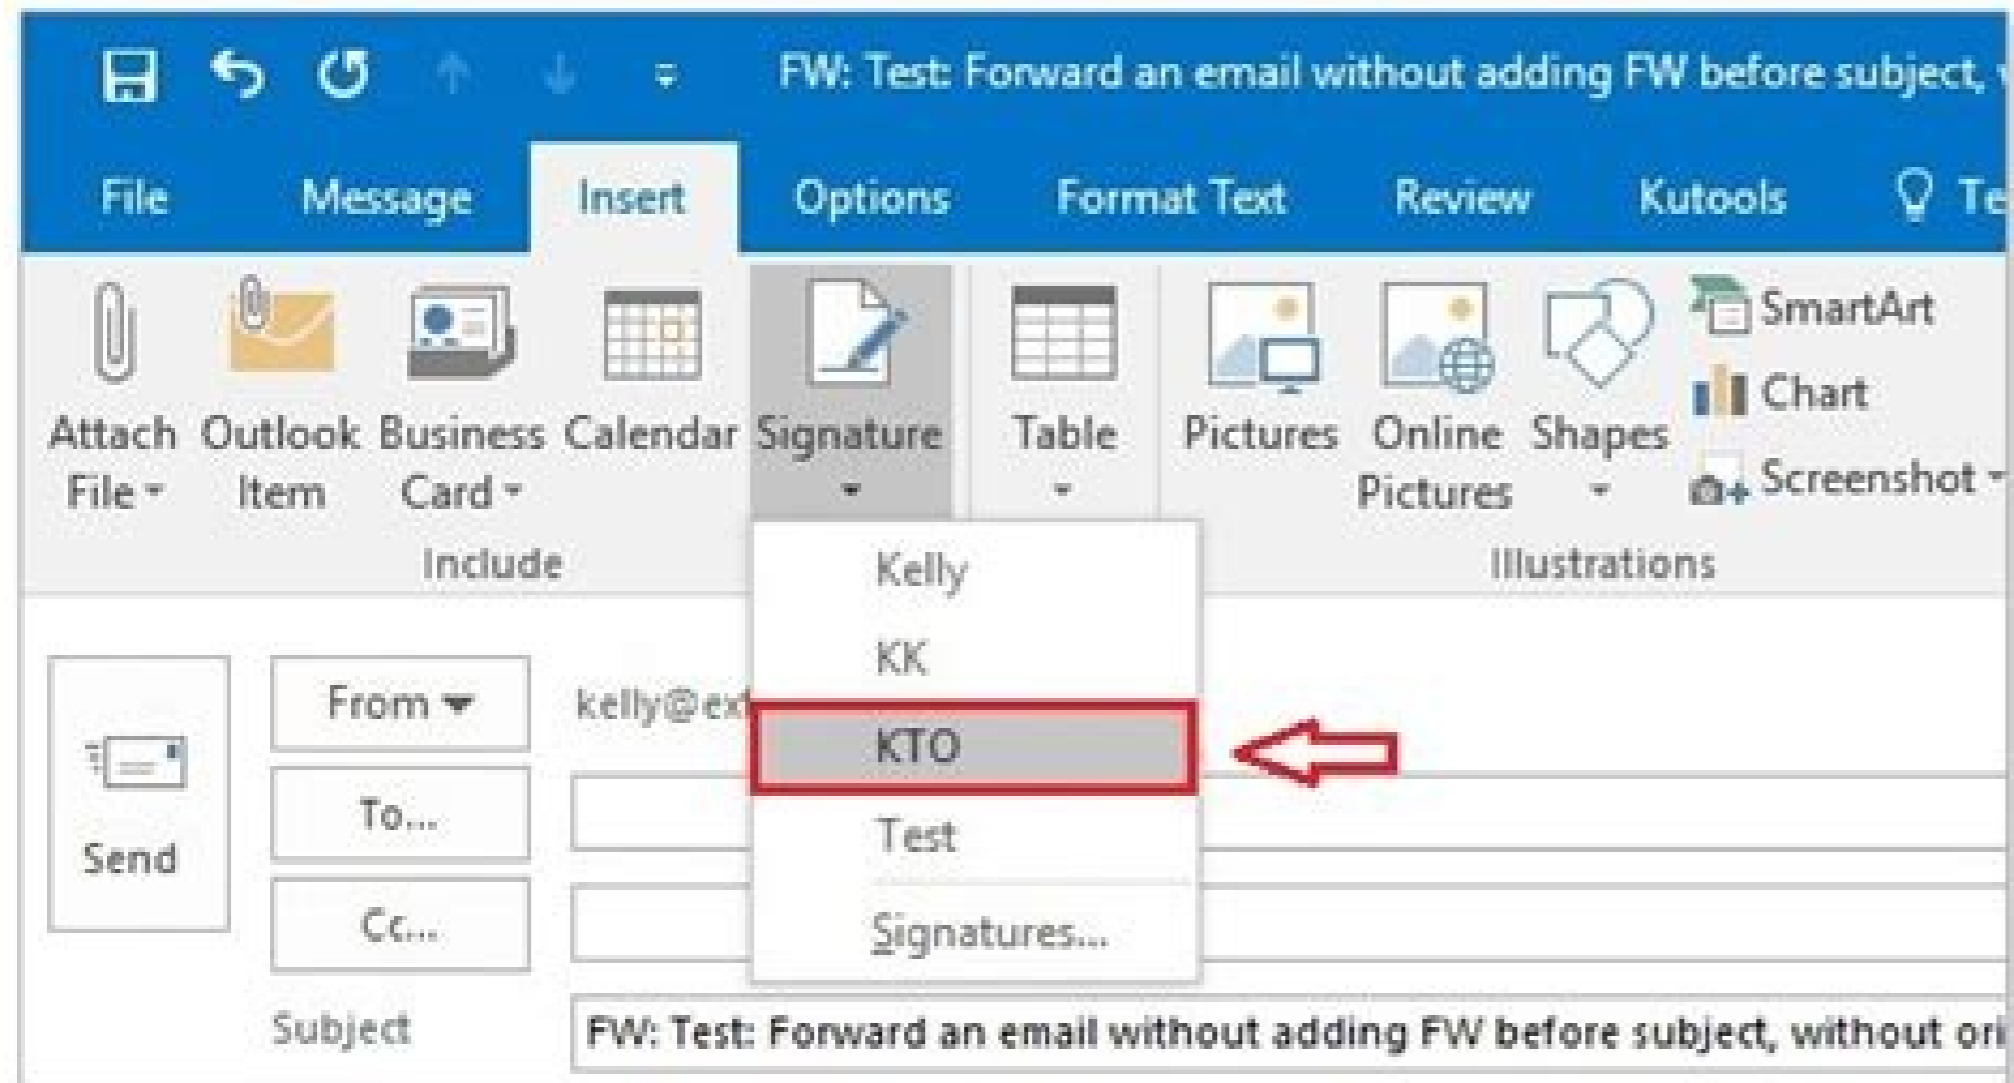 FW: Test: Forward an email without adding FW before subject,
File Message Insert Options Format Text Review Kutools Te
Attach File Outlook Item Business Card Calendar Signature Table Pictures Online Pictures Shapes SmartArt
Chart
Screenshot
Include Illustrations
Kelly
KK
KTO
Test
Signatures...
Send
From kelly@ex
To...
Cc...
Subject FW: Test: Forward an email without adding FW before subject, without ori